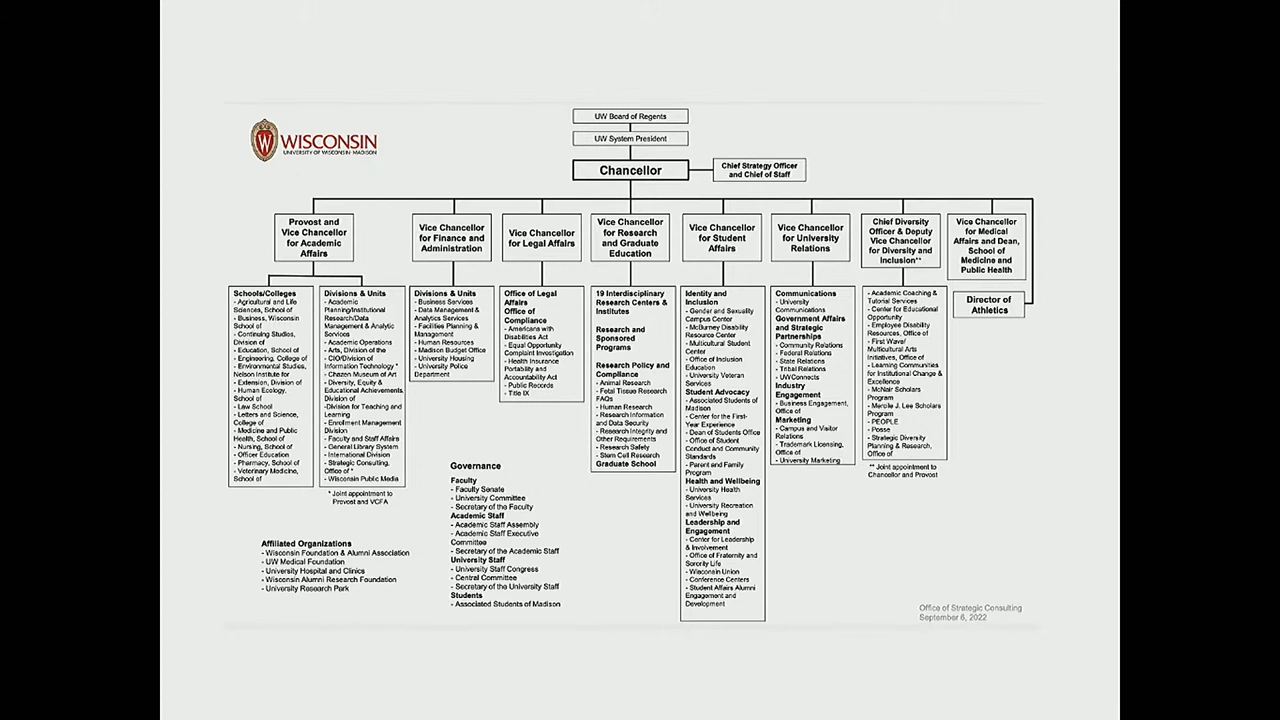 WISCONSIN
UNIVERSITY OF WISCONSIN-MADISON
UW Board of Regents
UW System President
Chancellor
Chief Strategy Officer
and Chief of Staff
Provost and
Vice Chancellor
for Academic
Affairs
Vice Chancellor
for Finance and
Administration
Vice Chancellor
for Legal Affairs
Vice Chancellor
for Research
and Graduate
Education
Vice Chancellor
for Student
Affairs
Vice Chancellor
for University
Relations
Chief Diversity
Officer & Deputy
Vice Chancellor
for Diversity and
Inclusion**
Vice Chancellor
for Medical
Affairs and Dean,
School of
Medicine and
Public Health
Director of
Athletics
Schools/Colleges
- Agricultural and Life
Sciences, School of
- Business, Wisconsin
School of
- Continuing Studies,
Division of
- Education, School of
- Engineering, College of
- Environmental Studies,
Nelson Institute for
- Extension, Division of
- Human Ecology,
School of
- Law School
- Letters and Science,
College of
- Medicine and Public
Health, School of
- Nursing, School of
- Officer Education
- Pharmacy, School of
- Veterinary Medicine,
School of
Divisions & Units
- Academic
Planning/Institutional
Research/Data
Management & Analytic
Services
- Academic Operations
- Arts, Division of the
- CIO/Division of
Information Technology *
- Chazen Museum of Art
- Diversity, Equity &
Educational Achievements,
Division of
-Division for Teaching and
Learning
- Enrollment Management
Division
- Faculty and Staff Affairs
- General Library System
- International Division
- Strategic Consulting,
Office of *
- Wisconsin Public Media
* Joint appointment to
Provost and VCFA
Divisions & Units
- Business Services
- Data Management &
Analytics Services
- Facilities Planning &
Management
- Human Resources
- Madison Budget Office
- University Housing
- University Police
Department
Office of Legal
Affairs
Office of
Compliance
- Americans with
Disabilities Act
- Equal Opportunity
Complaint Investigation
- Health Insurance
Portability and
Accountability Act
- Public Records
- Title IX
19 Interdisciplinary
Research Centers &
Institutes
Research and
Sponsored
Programs
Research Policy and
Compliance
- Animal Research
- Fetal Tissue Research
FAQs
- Human Research
- Research Information
and Data Security
- Research Integrity and
Other Requirements
- Research Safety
- Stem Cell Research
Graduate School
Identity and
Inclusion
- Gender and Sexuality
Campus Center
- McBurney Disability
Resource Center
- Multicultural Student
Center
- Office of Inclusion
Education
- University Veteran
Services
Student Advocacy
- Associated Students of
Madison
- Center for the First-
Year Experience
- Dean of Students Office
- Office of Student
Conduct and Community
Standards
- Parent and Family
Program
Health and Wellbeing
- University Health
Services
- University Recreation
and Wellbeing
Leadership and
Engagement
- Center for Leadership
& Involvement
- Office of Fraternity and
Sorority Life
- Wisconsin Union
- Conference Centers
- Student Affairs Alumni
Engagement and
Development
Communications
- University
Communications
Government Affairs
and Strategic
Partnerships
- Community Relations
- Federal Relations
- State Relations
- Tribal Relations
- UWConnects
Industry
Engagement
- Business Engagement,
Office of
Marketing
- Campus and Visitor
Relations
- Trademark Licensing,
Office of
- University Marketing
- Academic Coaching &
Tutorial Services
- Center for Educational
Opportunity
- Employee Disability
Resources, Office of
- First Wave/
Multicultural Arts
Initiatives, Office of
- Learning Communities
for Institutional Change &
Excellence
- McNair Scholars
Program
- Mercile J. Lee Scholars
Program
- PEOPLE
- Posse
- Strategic Diversity
Planning & Research,
Office of
** Joint appointment to
Chancellor and Provost
Governance
Faculty
- Faculty Senate
- University Committee
- Secretary of the Faculty
Academic Staff
- Academic Staff Assembly
- Academic Staff Executive
Committee
- Secretary of the Academic Staff
University Staff
- University Staff Congress
- Central Committee
- Secretary of the University Staff
Students
- Associated Students of Madison
Affiliated Organizations
- Wisconsin Foundation & Alumni Association
- UW Medical Foundation
- University Hospital and Clinics
- Wisconsin Alumni Research Foundation
- University Research Park
Office of Strategic Consulting
September 6, 2022